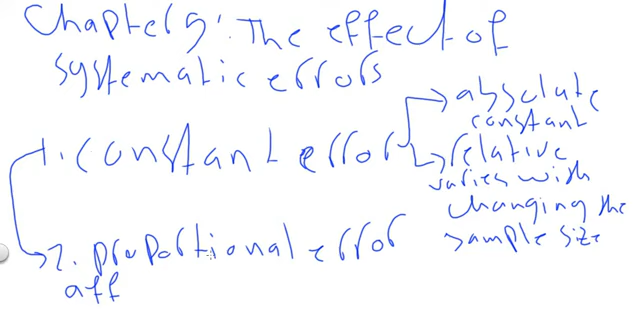 Chapter 5: The effect of
systematic errors
1. constant error
absolute
constant
relative
varies with
changing the
sample size
2. proportional error
aff